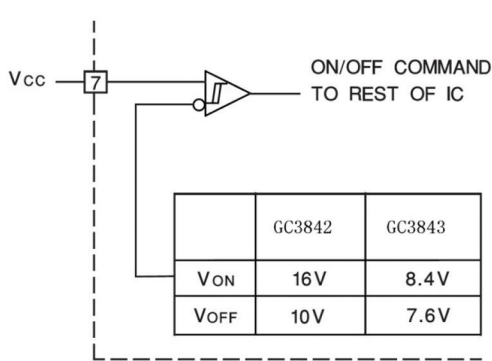 ON/OFF COMMAND
TO REST OF IC
Vcc
7
GC3842 GC3843
VON 16V 8.4V
VOFF 10V 7.6V